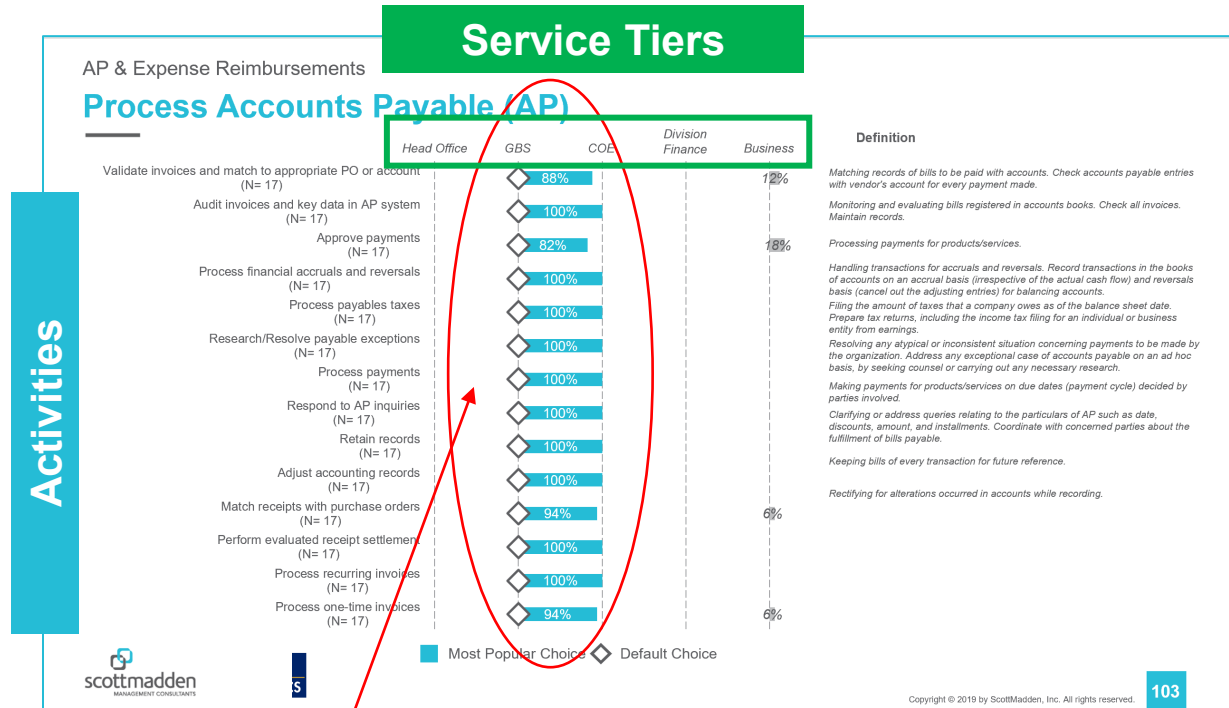 Service Tiers
AP & Expense Reimbursements
Process Accounts Payable (AP)
Head Office
GBS
COE
Division
Finance
Business
Definition
Activities
Validate invoices and match to appropriate PO or account
(N= 17)
88%
12%
Matching records of bills to be paid with accounts. Check accounts payable entries
with vendor's account for every payment made.
Audit invoices and key data in AP system
(N= 17)
100%
Monitoring and evaluating bills registered in accounts books. Check all invoices.
Maintain records.
Approve payments
(N= 17)
82%
18%
Processing payments for products/services.
Process financial accruals and reversals
(N= 17)
100%
Handling transactions for accruals and reversals. Record transactions in the books
of accounts on an accrual basis (irrespective of the actual cash flow) and reversals
basis (cancel out the adjusting entries) for balancing accounts.
Process payables taxes
(N= 17)
100%
Filing the amount of taxes that a company owes as of the balance sheet date.
Prepare tax returns, including the income tax filing for an individual or business
entity from earnings.
Research/Resolve payable exceptions
(N= 17)
100%
Resolving any atypical or inconsistent situation concerning payments to be made by
the organization. Address any exceptional case of accounts payable on an ad hoc
basis, by seeking counsel or carrying out any necessary research.
Process payments
(N= 17)
100%
Making payments for products/services on due dates (payment cycle) decided by
parties involved.
Respond to AP inquiries
(N= 17)
100%
Clarifying or address queries relating to the particulars of AP such as date,
discounts, amount, and installments. Coordinate with concerned parties about the
fulfillment of bills payable.
Retain records
(N= 17)
100%
Keeping bills of every transaction for future reference.
Adjust accounting records
(N= 17)
100%
Rectifying for alterations occurred in accounts while recording.
Match receipts with purchase orders
(N= 17)
94%
6%
Perform evaluated receipt settlement
(N= 17)
100%
Process recurring invoices
(N= 17)
100%
Process one-time invoices
(N= 17)
94%
6%
Most Popular Choice
Default Choice
scottmadden
MANAGEMENT CONSULTANTS
Copyright © 2019 by ScottMadden, Inc. All rights reserved.
103